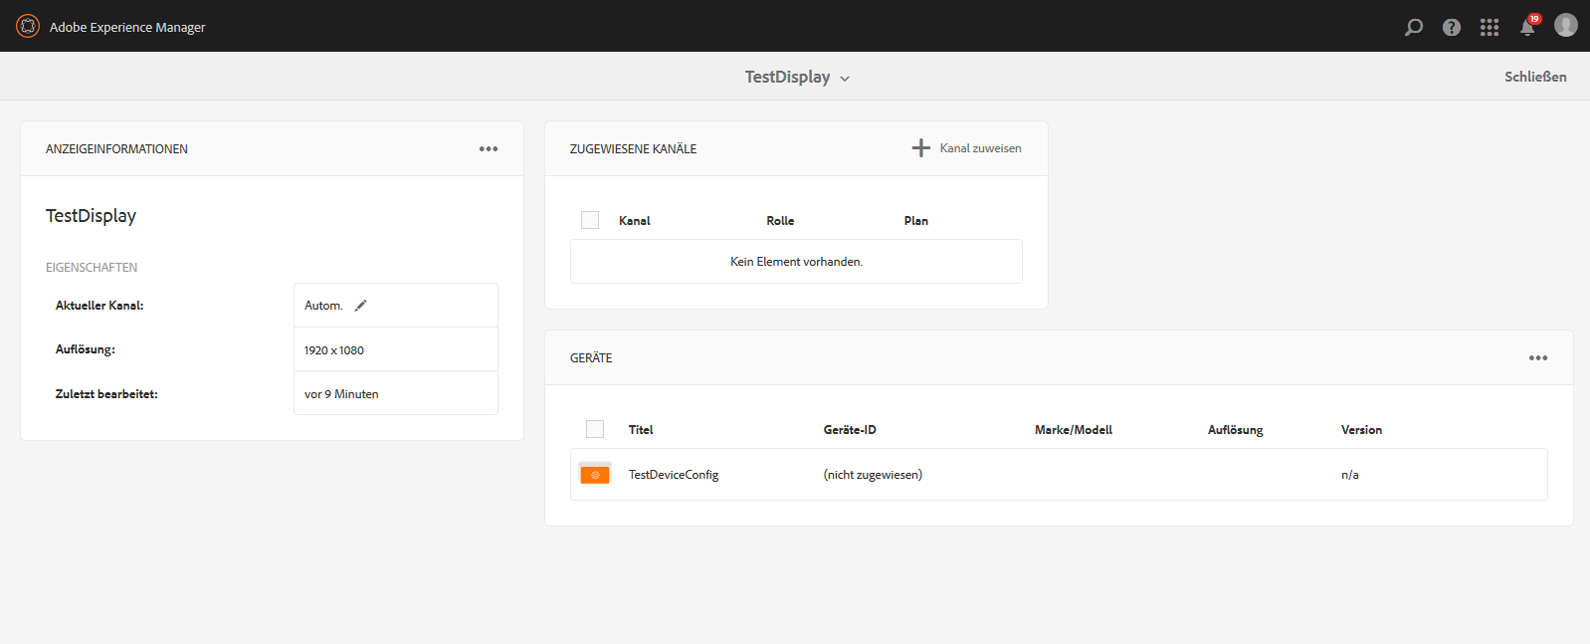 Adobe Experience Manager
19
TestDisplay
Schließen
ANZEIGEINFORMATIONEN
TestDisplay
EIGENSCHAFTEN
Aktueller Kanal: Autom.
Auflösung: 1920 x 1080
Zuletzt bearbeitet: vor 9 Minuten
ZUGEWIESENE KANÄLE
Kanal zuweisen
Kanal Rolle Plan
Kein Element vorhanden.
GERÄTE
Titel Geräte-ID Marke/Modell Auflösung Version
TestDeviceConfig (nicht zugewiesen) n/a